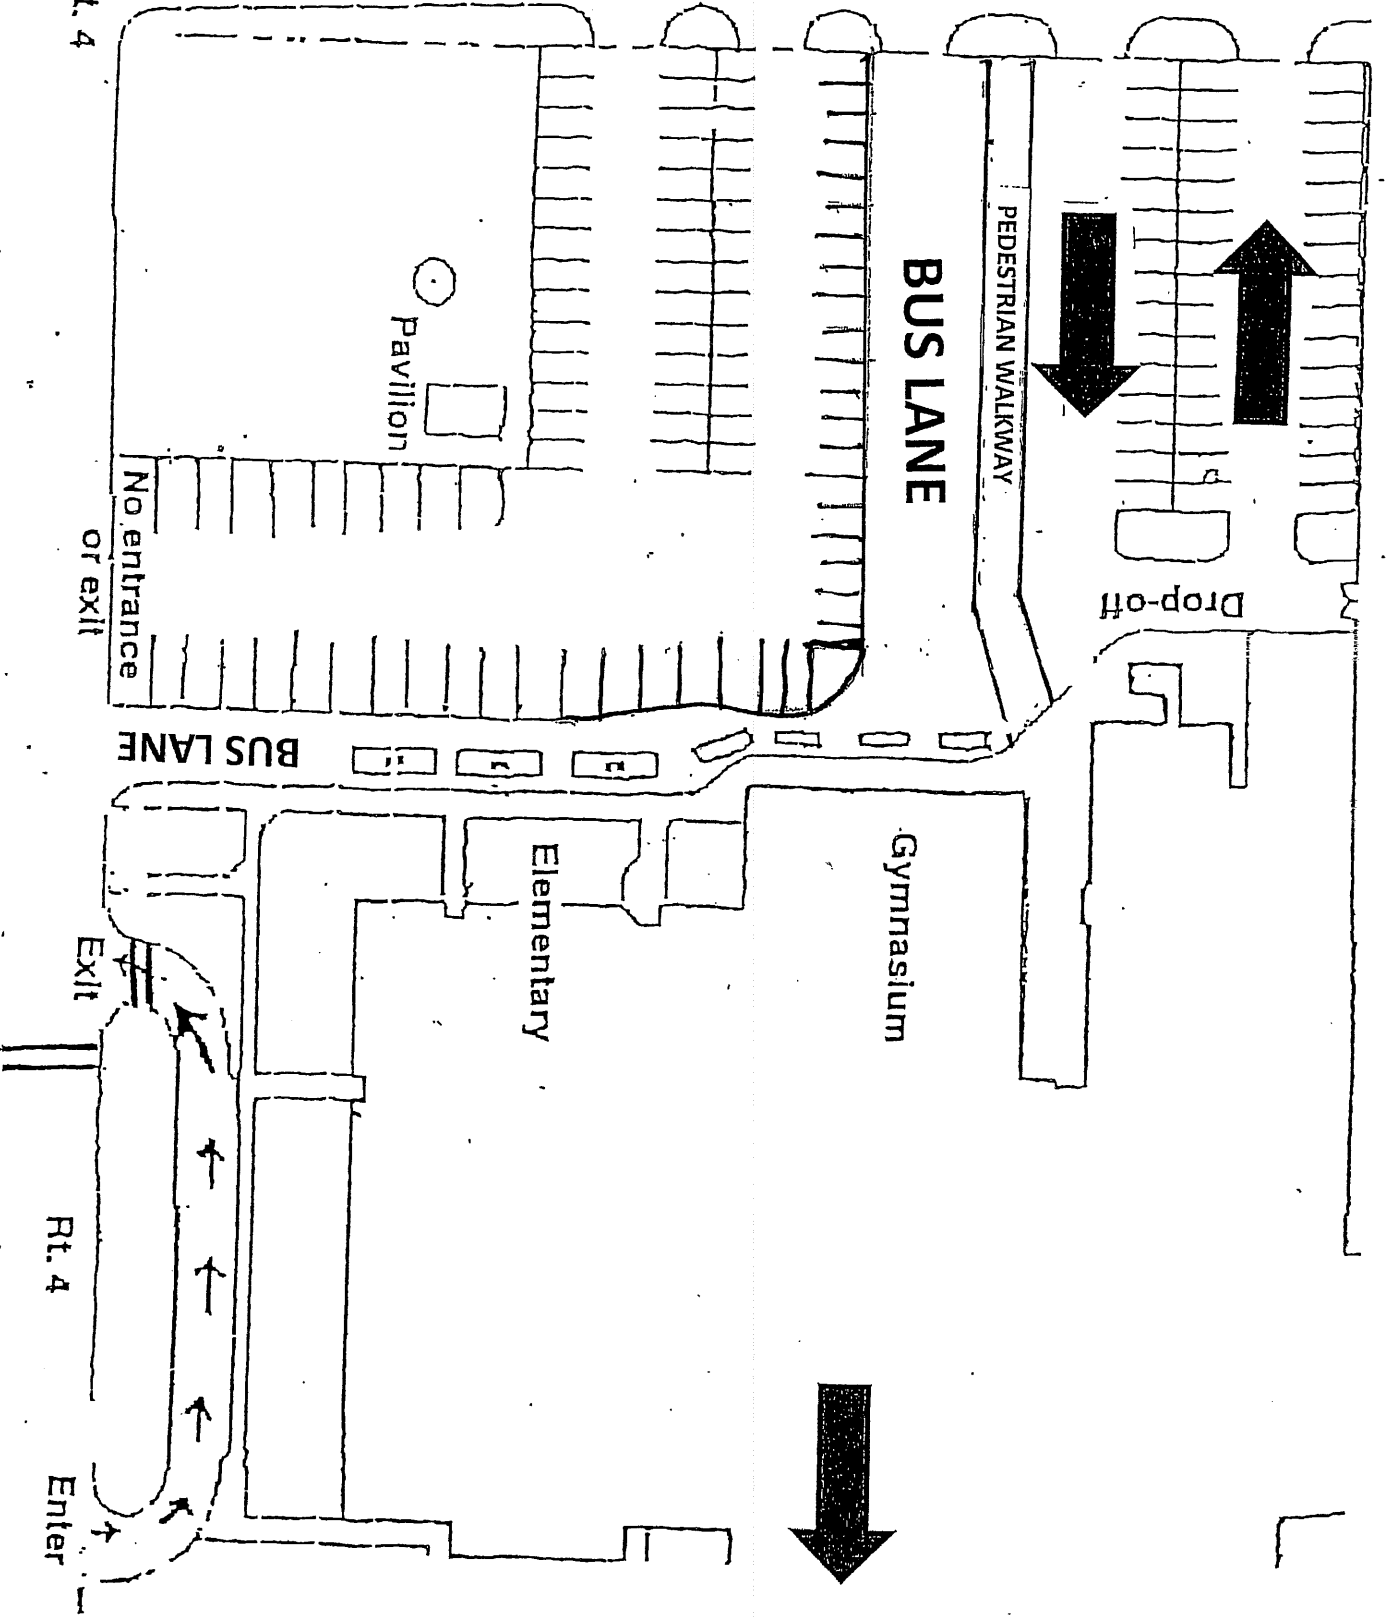 t. 4
PEDESTRIAN WALKWAY
BUS LANE
Pavilion
No entrance
or exit
Drop-off
BUS LANE
Elementary
Gymnasium
Exit
Rt. 4
Enter